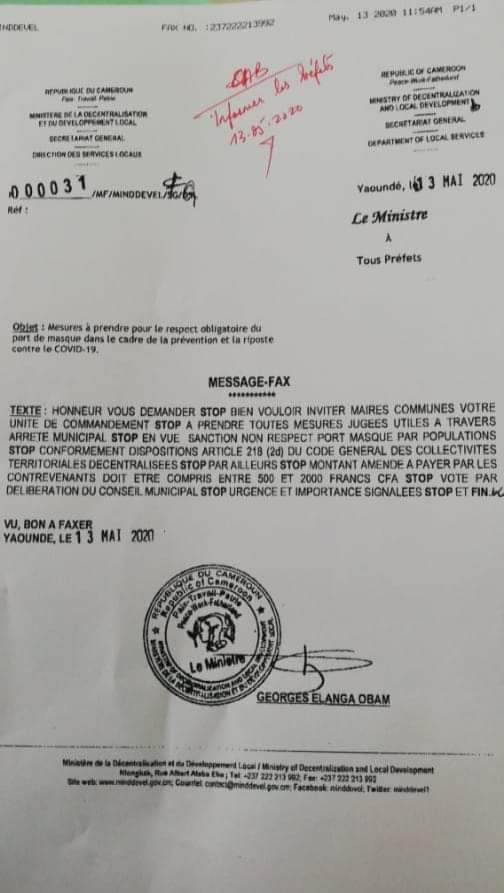 INDDEVEL FAX NO. :237222213992 May. 13 2020 11:54AM P1/1
CAB
Informer les Préfets
13.05.2020
REPUBLIQUE DU CAMEROUN
Paix - Travail - Patrie
MINISTERE DE LA DECENTRALISATION
ET DU DEVELOPPEMENT LOCAL
SECRETARIAT GENERAL
DIRECTION DES SERVICES LOCAUX
REPUBLIC OF CAMEROON
Peace-Work-Fatherland
MINISTRY OF DECENTRALIZATION
AND LOCAL DEVELOPMENT
SECRETARIAT GENERAL
DEPARTMENT OF LOCAL SERVICES
000031 /MF/MINDDEVEL/SG/
Réf :
Yaoundé, le 13 MAI 2020
Le Ministre
À
Tous Préfets
Objet : Mesures à prendre pour le respect obligatoire du
port de masque dans le cadre de la prévention et la riposte
contre le COVID-19.
MESSAGE-FAX
***********
TEXTE : HONNEUR VOUS DEMANDER STOP BIEN VOULOIR INVITER MAIRES COMMUNES VOTRE
UNITE DE COMMANDEMENT STOP A PRENDRE TOUTES MESURES JUGEES UTILES A TRAVERS
ARRETE MUNICIPAL STOP EN VUE SANCTION NON RESPECT PORT MASQUE PAR POPULATIONS
STOP CONFORMEMENT DISPOSITIONS ARTICLE 218 (2d) DU CODE GENERAL DES COLLECTIVITES
TERRITORIALES DECENTRALISEES STOP PAR AILLEURS STOP MONTANT AMENDE A PAYER PAR LES
CONTREVENANTS DOIT ETRE COMPRIS ENTRE 500 ET 2000 FRANCS CFA STOP VOTE PAR
DELIBERATION DU CONSEIL MUNICIPAL STOP URGENCE ET IMPORTANCE SIGNALEES STOP ET FIN.
VU, BON A FAXER
YAOUNDE, LE 13 MAI 2020
REPUBLIQUE DU CAMEROUN
Republic of Cameroon
Paix-Travail-Patrie
Peace-Work-Fatherland
Le Ministre
GEORGES ELANGA OBAM
Ministère de la Décentralisation et du Développement Local / Ministry of Decentralization and Local Development
Nlongkak, Rue Albert Ateba Ebe ; Tel. +237 222 213 992; Fax: +237 222 213 992
Site web: www.minddevel.gov.cm; Courriel. contact@minddevel.gov.cm; Facebook: minddevel; Twitter: minddevel1